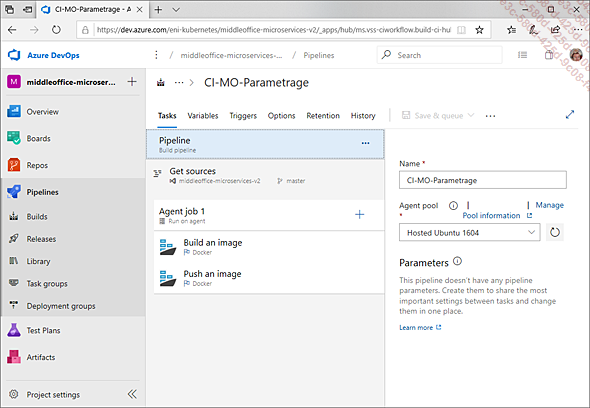 CI-MO-Parametrage - A
https://dev.azure.com/eni-kubernetes/middleoffice-microservices-v2/_apps/hub/ms.vss-ciworkflow.build-ci-hul
Azure DevOps
middleoffice-microservices-... / Pipelines
Search
M middleoffice-microser...
CI-MO-Parametrage
Overview
Boards
Repos
Pipelines
Builds
Releases
Library
Task groups
Deployment groups
Test Plans
Artifacts
Project settings
Tasks Variables Triggers Options Retention History Save & queue
Pipeline
Build pipeline
Get sources
middleoffice-microservices-v2 master
Agent job 1
Run on agent
Build an image
Docker
Push an image
Docker
Name *
CI-MO-Parametrage
Agent pool | | Manage
* Pool information
Hosted Ubuntu 1604
Parameters
This pipeline doesn't have any pipeline
parameters. Create them to share the most
important settings between tasks and change
them in one place.
Learn more